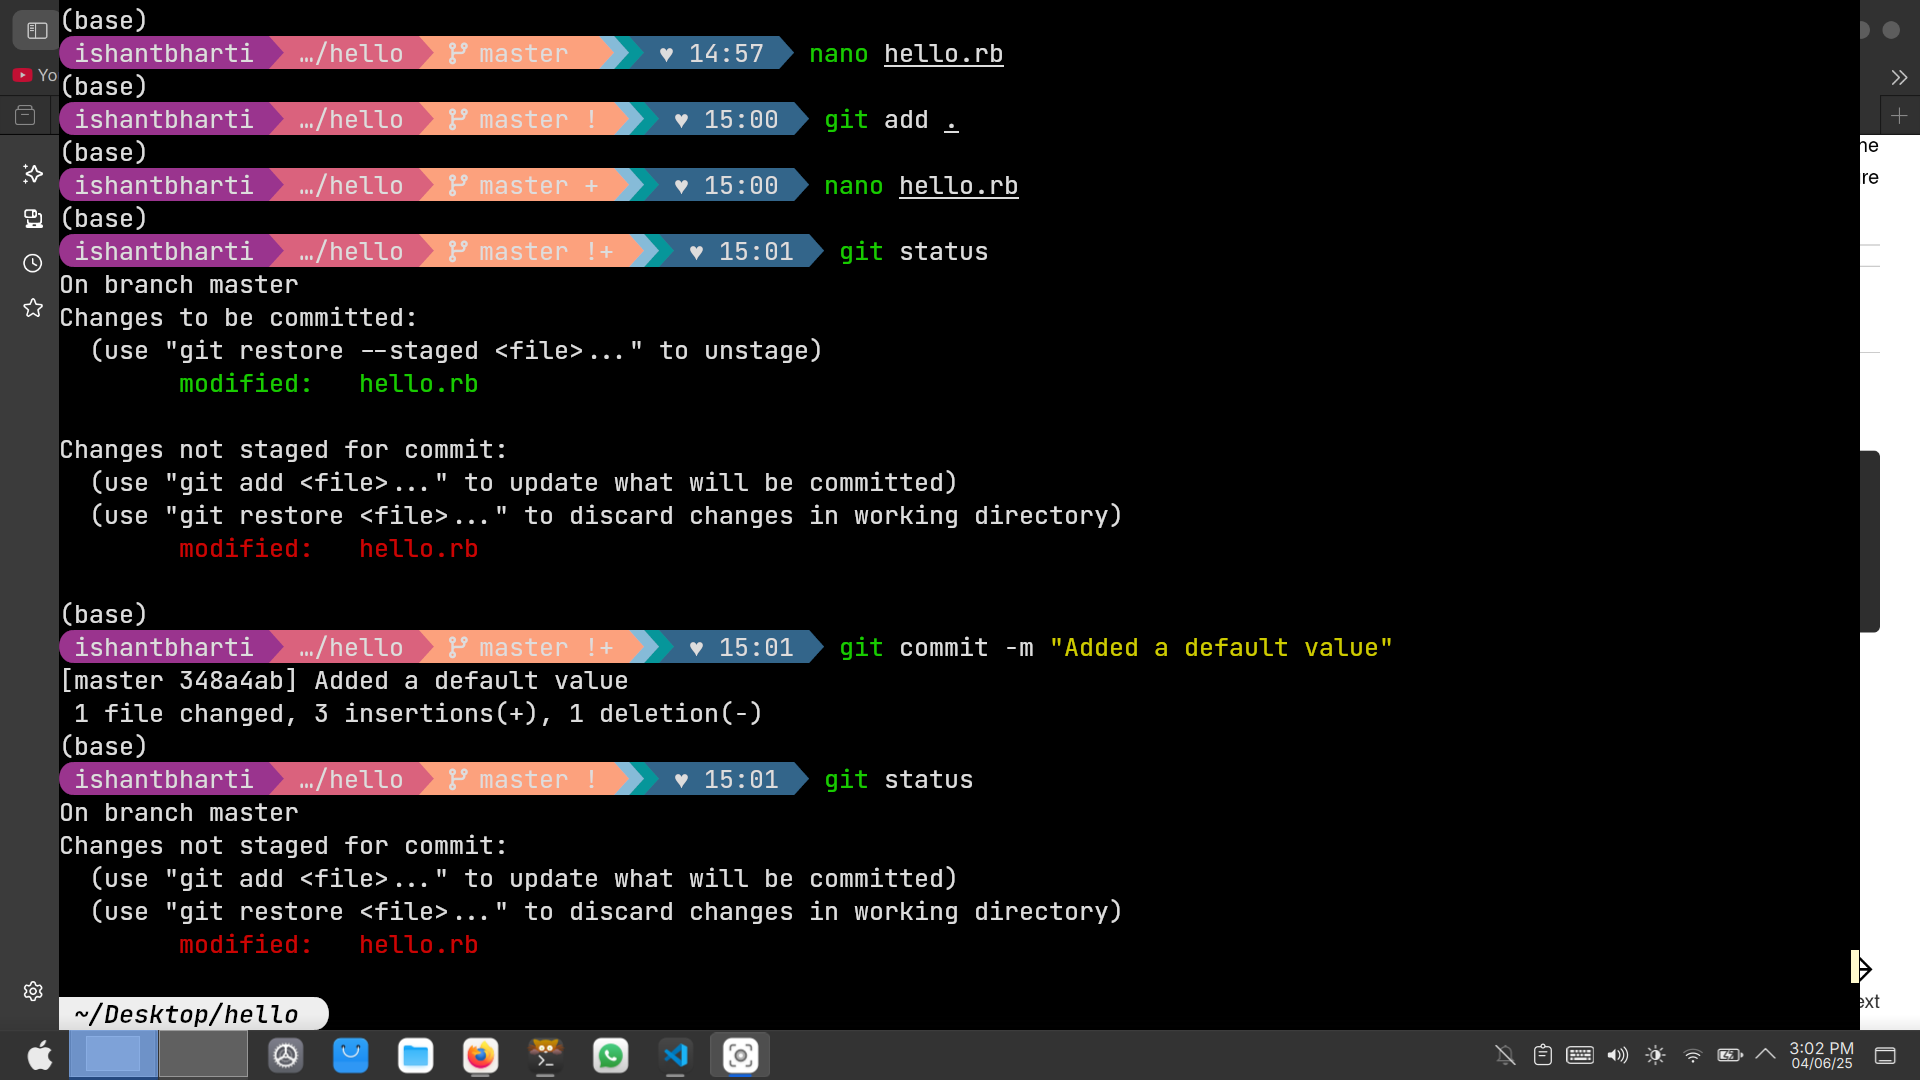 (base)
ishantbharti …/hello master ♥ 14:57 nano hello.rb
(base)
ishantbharti …/hello master ! ♥ 15:00 git add .
(base)
ishantbharti …/hello master + ♥ 15:00 nano hello.rb
(base)
ishantbharti …/hello master !+ ♥ 15:01 git status
On branch master
Changes to be committed:
  (use "git restore --staged <file>..." to unstage)
        modified:   hello.rb

Changes not staged for commit:
  (use "git add <file>..." to update what will be committed)
  (use "git restore <file>..." to discard changes in working directory)
        modified:   hello.rb

(base)
ishantbharti …/hello master !+ ♥ 15:01 git commit -m "Added a default value"
[master 348a4ab] Added a default value
 1 file changed, 3 insertions(+), 1 deletion(-)
(base)
ishantbharti …/hello master ! ♥ 15:01 git status
On branch master
Changes not staged for commit:
  (use "git add <file>..." to update what will be committed)
  (use "git restore <file>..." to discard changes in working directory)
        modified:   hello.rb

~/Desktop/hello
Yo
re
ext
3:02 PM
04/06/25